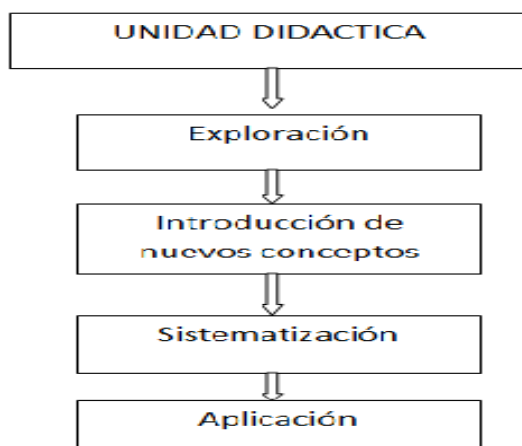 UNIDAD DIDACTICA
Exploración
Introducción de
nuevos conceptos
Sistematización
Aplicación